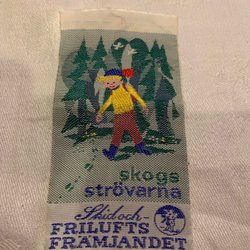 skogs
strövarna
Skid och-
FRILUFTS
FRÄMJANDET